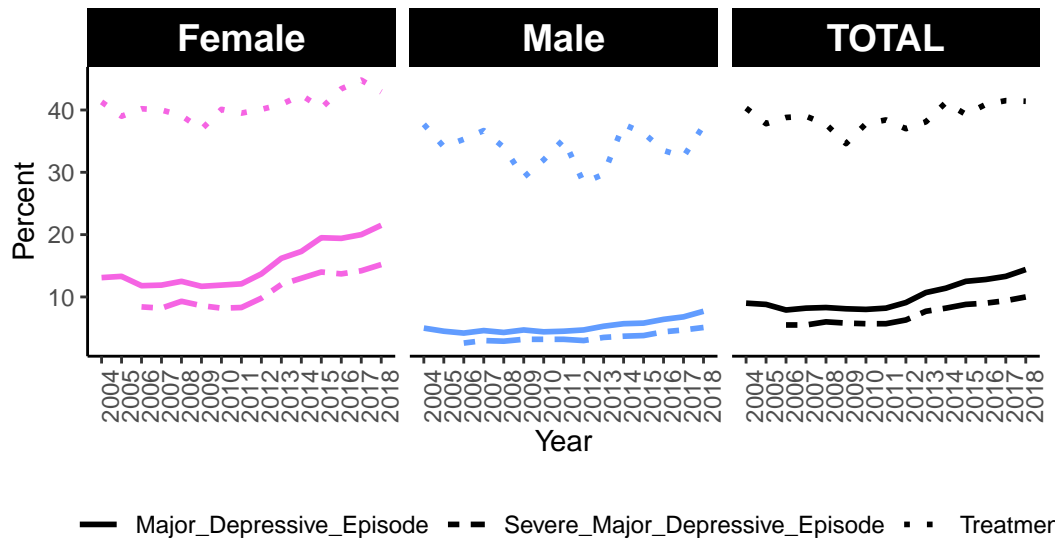 Female Male TOTAL
40
30
20
10
Percent
2004 2005 2006 2007 2008 2009 2010 2011 2012 2013 2014 2015 2016 2017 2018
2004 2005 2006 2007 2008 2009 2010 2011 2012 2013 2014 2015 2016 2017 2018
2004 2005 2006 2007 2008 2009 2010 2011 2012 2013 2014 2015 2016 2017 2018
Year
Major_Depressive_Episode Severe_Major_Depressive_Episode Treatmen